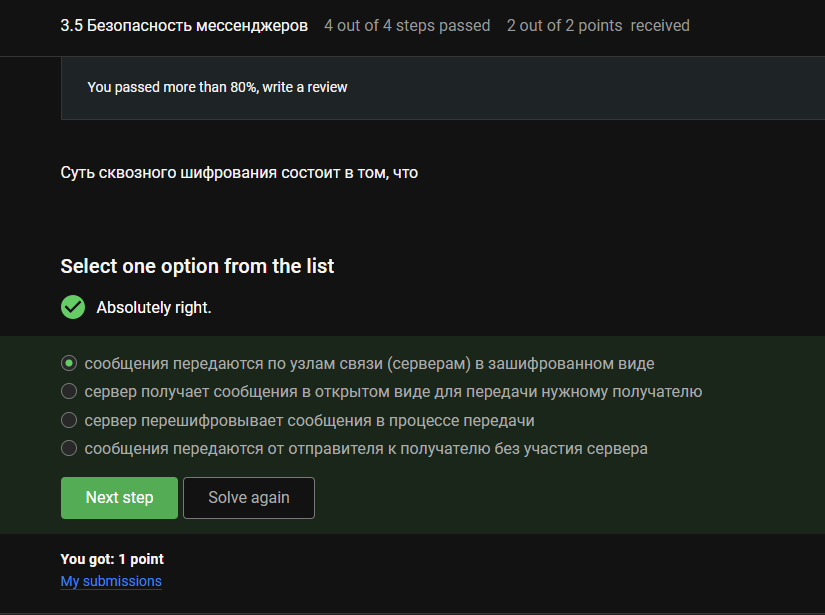 3.5 Безопасность мессенджеров 4 out of 4 steps passed 2 out of 2 points received
You passed more than 80%, write a review
Суть сквозного шифрования состоит в том, что
Select one option from the list
Absolutely right.
сообщения передаются по узлам связи (серверам) в зашифрованном виде
сервер получает сообщения в открытом виде для передачи нужному получателю
сервер перешифровывает сообщения в процессе передачи
сообщения передаются от отправителя к получателю без участия сервера
Next step Solve again
You got: 1 point
My submissions